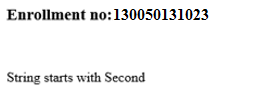 Enrollment no:130050131023
String starts with Second